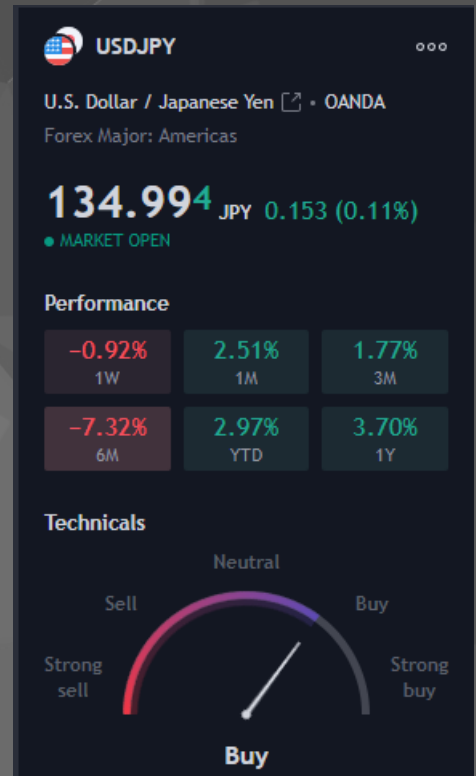 USDJPY
U.S. Dollar / Japanese Yen • OANDA
Forex Major: Americas
134.994 JPY 0.153 (0.11%)
MARKET OPEN
Performance
−0.92% 2.51% 1.77%
1W 1M 3M
−7.32% 2.97% 3.70%
6M YTD 1Y
Technicals
Neutral
Sell Buy
Strong sell Strong buy
Buy